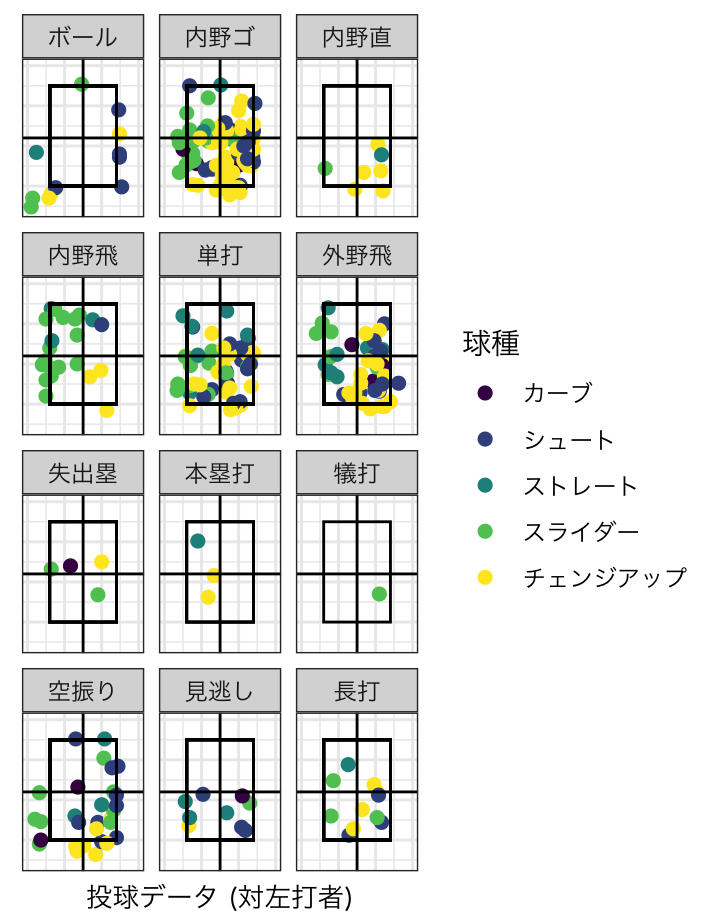 ボール
内野ゴ
内野直
内野飛
単打
外野飛
失出塁
本塁打
犠打
空振り
見逃し
長打
投球データ (対左打者)
球種
カーブ
シュート
ストレート
スライダー
チェンジアップ